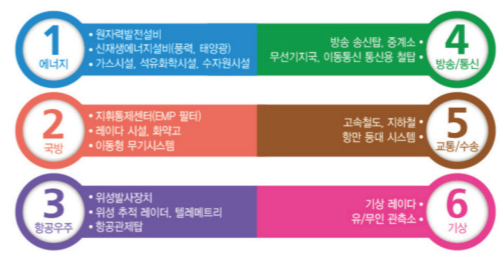 1
에너지
• 원자력발전설비
• 신재생에너지설비(풍력, 태양광)
• 가스시설, 석유화학시설, 수자원시설
방송 송신탑, 중계소 •
무선기지국, 이동통신 통신용 철탑 •
4
방송/통신
2
국방
• 지휘통제센터(EMP 필터)
• 레이다 시설, 화약고
• 이동형 무기시스템
고속철도, 지하철 •
항만 등대 시스템 •
5
교통/수송
3
항공우주
• 위성발사장치
• 위성 추적 레이더, 텔레메트리
• 항공관제탑
기상 레이다 •
유/무인 관측소 •
6
기상